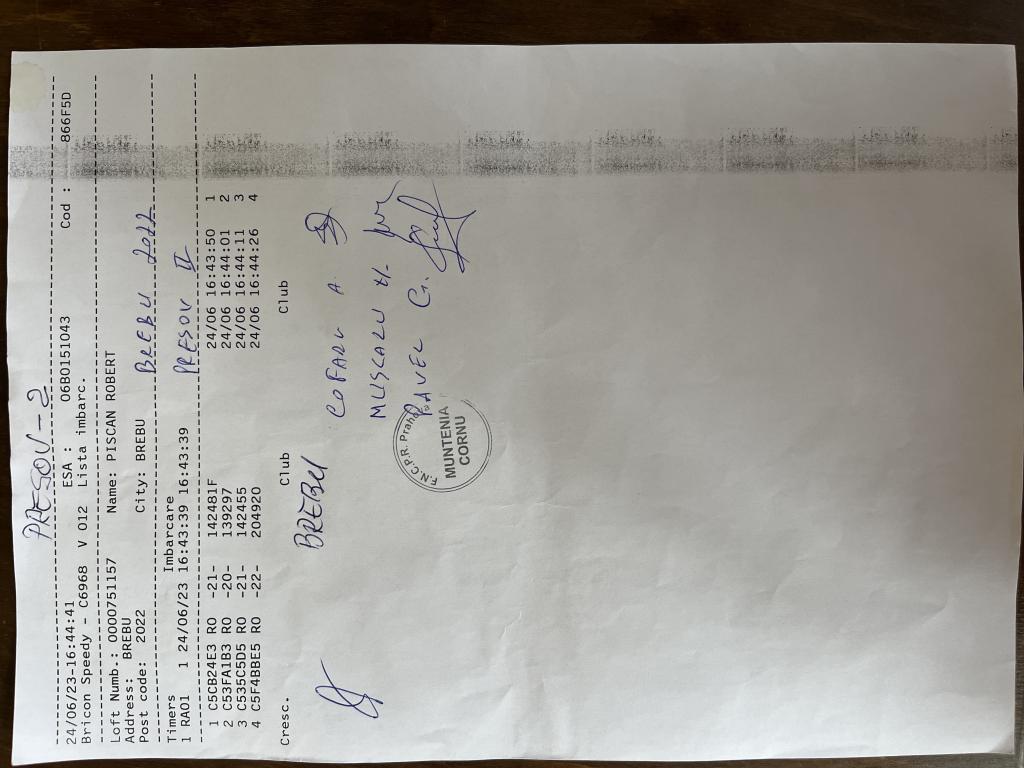 PRESOV-2
24/06/23-16:44:41 ESA : 06B0151043 Cod : 866F5D
Bricon Speedy - C6968 V 012 Lista imbarc.
Loft Numb.: 0000751157 Name: PISCAN ROBERT
Address: BREBU
Post code: 2022 City: BREBU BREBU 2022
Timers Imbarcare
1 RA01 1 24/06/23 16:43:39 16:43:39 PRESOV II
1 C5CB24E3 RO -21- 142481F 24/06 16:43:50 1
2 C53FA1B3 RO -20- 139297 24/06 16:44:01 2
3 C535C5D5 RO -21- 142455 24/06 16:44:11 3
4 C5F4BBE5 RO -22- 204920 24/06 16:44:26 4
Cresc. Club Club
BREBU COFARU A
MUSCALU
PAVEL G.
F.N.C.P.R. Prahova
MUNTENIA
CORNU